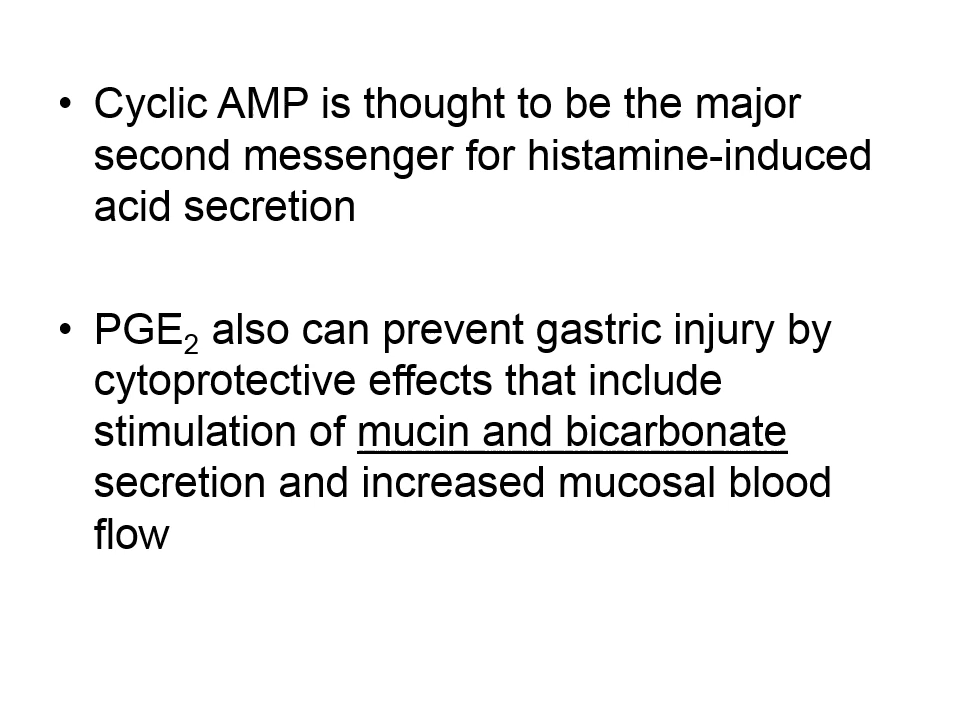 • Cyclic AMP is thought to be the major
second messenger for histamine-induced
acid secretion
• PGE₂ also can prevent gastric injury by
cytoprotective effects that include
stimulation of mucin and bicarbonate
secretion and increased mucosal blood
flow